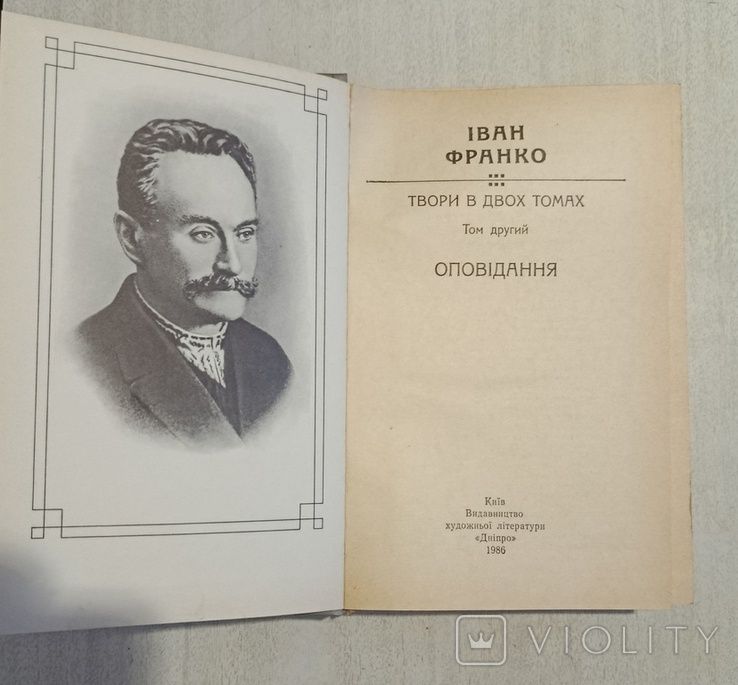 ІВАН
ФРАНКО
ТВОРИ В ДВОХ ТОМАХ
Том другий
ОПОВІДАННЯ
Київ
Видавництво
художньої літератури
«Дніпро»
1986
VIOLITY